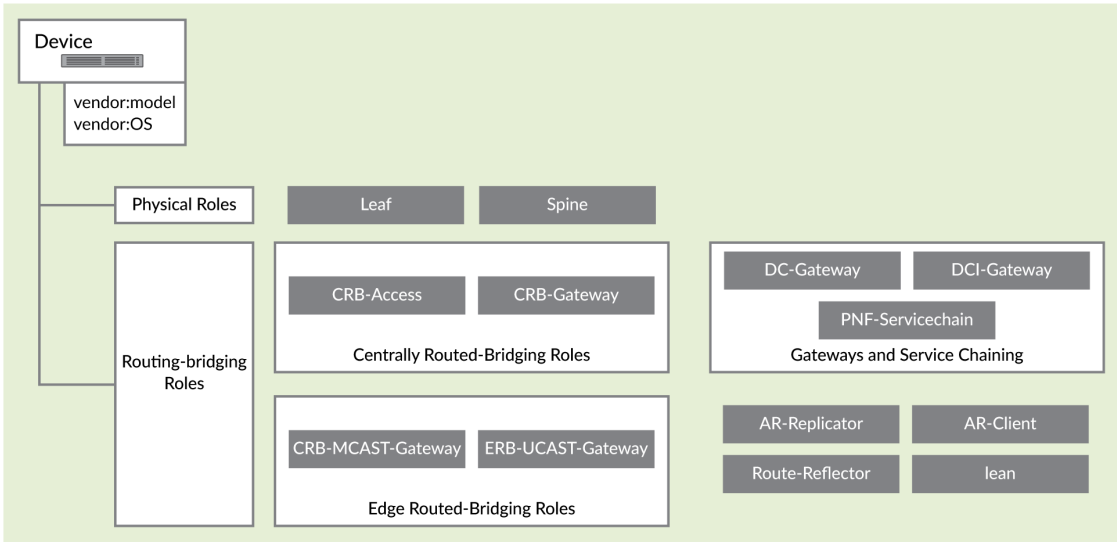 Device
vendor:model
vendor:OS
Physical Roles
Leaf
Spine
Routing-bridging
Roles
CRB-Access
CRB-Gateway
Centrally Routed-Bridging Roles
DC-Gateway
DCI-Gateway
PNF-Servicechain
Gateways and Service Chaining
CRB-MCAST-Gateway
ERB-UCAST-Gateway
Edge Routed-Bridging Roles
AR-Replicator
AR-Client
Route-Reflector
lean